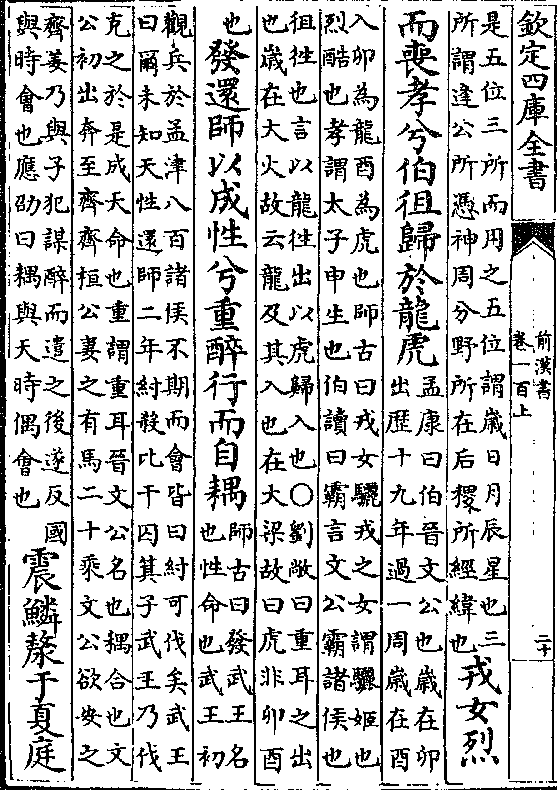 欽定四庫全書
前漢書
卷一百上
二十
是五位三所而用之五位謂歲日月辰星也三
所謂逢公所憑神周分野所在后稷所經緯也
戎女烈
而喪孝兮伯徂歸於龍虎
孟康曰伯晉文公也歲在卯
出歷十九年過一周歲在酉
入卯為龍酉為虎也師古曰戎女驪戎之女謂驪姬也
烈酷也孝謂太子申生也伯讀曰霸言文公霸諸侯也
徂徃也言以龍徃出以虎歸入也〇劉敞曰重耳之出
也歲在大火故云龍及其入也在大梁故曰虎非卯酉
也
發還師以成性兮重醉行而自耦
師古曰發武王名
也性命也武王初
觀兵於孟津八百諸侯不期而會皆曰紂可伐矣武王
曰爾未知天性還師二年紂殺比干囚箕子武王乃伐
克之於是成天命也重謂重耳晉文公名也耦合也文
公初出奔至齊齊桓公妻之有馬二十乘文公欲安之
齊姜乃與子犯謀醉而遣之後遂反國
與時會也應劭曰耦與天時偶會也
震鱗漦于夏庭